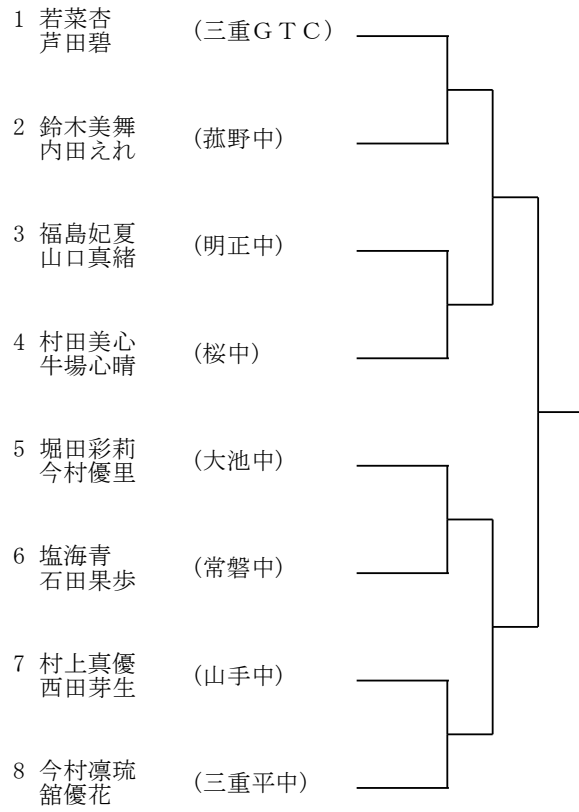 1 若菜杏
芦田碧
(三重GTC)
2 鈴木美舞
内田えれ
(菰野中)
3 福島妃夏
山口真緒
(明正中)
4 村田美心
牛場心晴
(桜中)
5 堀田彩莉
今村優里
(大池中)
6 塩海青
石田果歩
(常磐中)
7 村上真優
西田芽生
(山手中)
8 今村凛琉
舘優花
(三重平中)